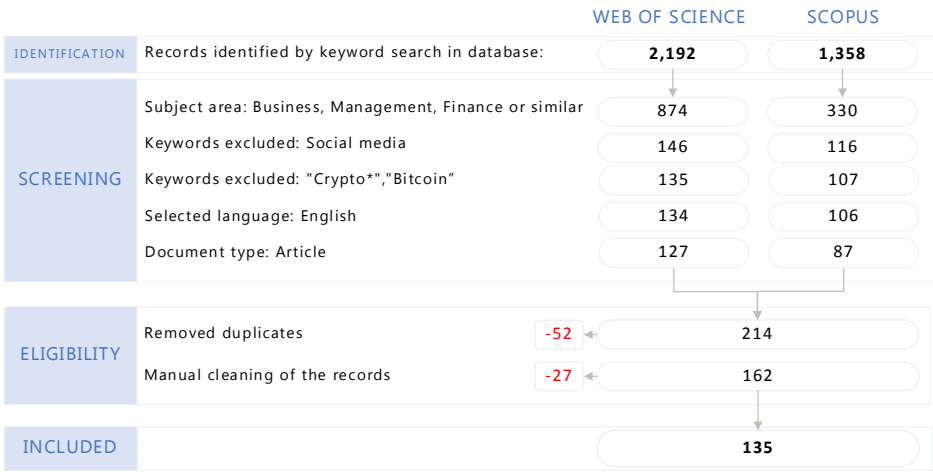 WEB OF SCIENCE SCOPUS
IDENTIFICATION Records identified by keyword search in database: 2,192 1,358
Subject area: Business, Management, Finance or similar 874 330
Keywords excluded: Social media 146 116
SCREENING Keywords excluded: "Crypto*","Bitcoin” 135 107
Selected language: English 134 106
Document type: Article 127 87
Removed duplicates -52 214
ELIGIBILITY
Manual cleaning of the records -27 162
INCLUDED 135